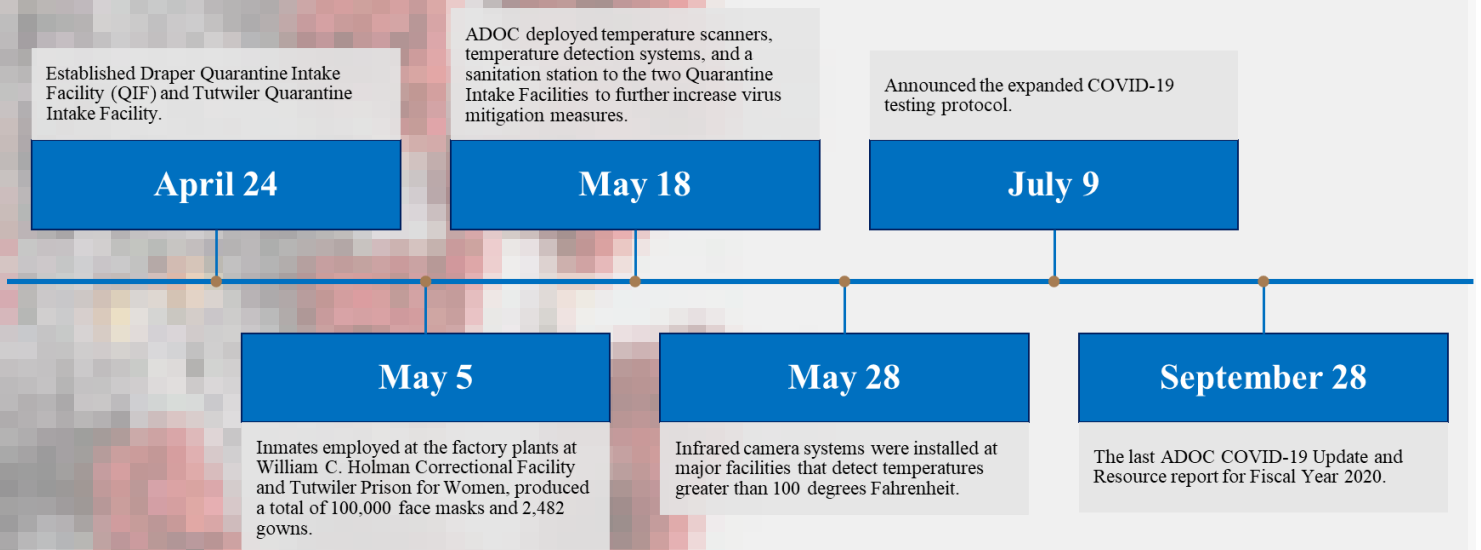 Established Draper Quarantine Intake
Facility (QIF) and Tutwiler Quarantine
Intake Facility.
April 24
Inmates employed at the factory plants at
William C. Holman Correctional Facility
and Tutwiler Prison for Women, produced
a total of 100,000 face masks and 2,482
gowns.
May 5
ADOC deployed temperature scanners,
temperature detection systems, and a
sanitation station to the two Quarantine
Intake Facilities to further increase virus
mitigation measures.
May 18
May 28
Infrared camera systems were installed at
major facilities that detect temperatures
greater than 100 degrees Fahrenheit.
Announced the expanded COVID-19
testing protocol.
July 9
September 28
The last ADOC COVID-19 Update and
Resource report for Fiscal Year 2020.